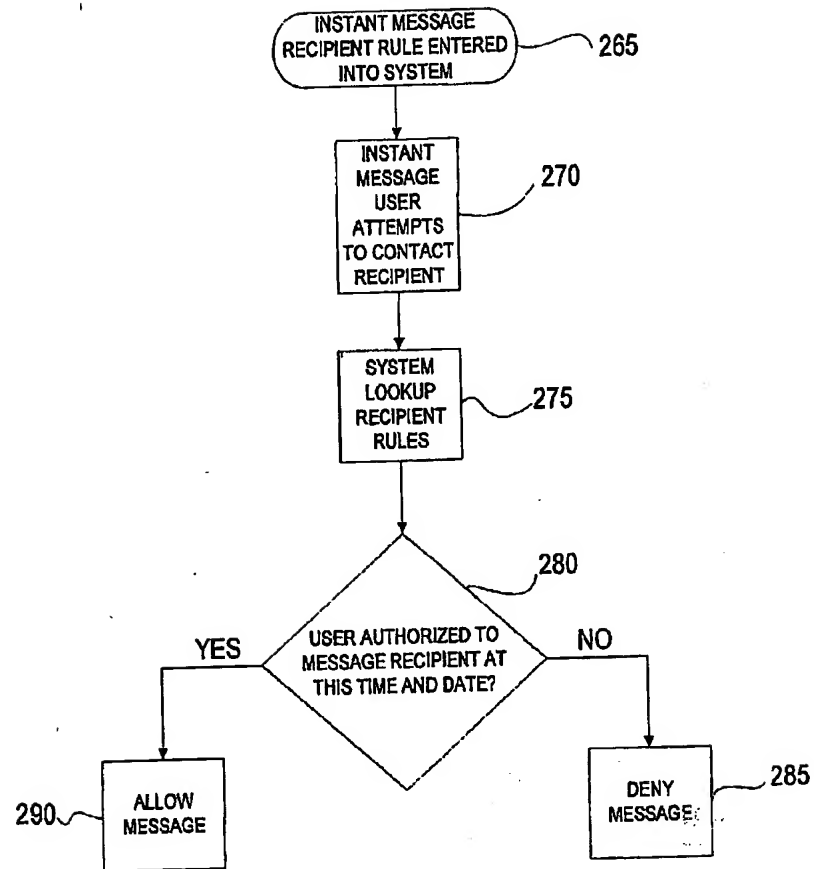 INSTANT MESSAGE
RECIPIENT RULE ENTERED
INTO SYSTEM
265
INSTANT
MESSAGE
USER
ATTEMPTS
TO CONTACT
RECIPIENT
270
SYSTEM
LOOKUP
RECIPIENT
RULES
275
280
USER AUTHORIZED TO
MESSAGE RECIPIENT AT
THIS TIME AND DATE?
YES
NO
290
ALLOW
MESSAGE
DENY
MESSAGE
285